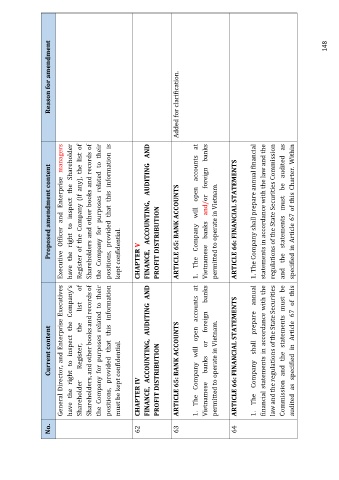 No.
Current content
Proposed amendment content
Reason for amendment
General Director, and Enterprise Executives
have the right to inspect the Company's
Shareholder Register, the list of
Shareholders, and other books and records of
the Company for purposes related to their
positions, provided that this information
must be kept confidential.
Executive Officer and Enterprise managers
have the right to inspect the Shareholder
Register of the Company (if any), the list of
Shareholders and other books and records of
the Company for purposes related to their
positions, provided that this information is
kept confidential.
62
CHAPTER IV
FINANCE, ACCOUNTING, AUDITING AND
PROFIT DISTRIBUTION
CHAPTER V
FINANCE, ACCOUNTING, AUDITING AND
PROFIT DISTRIBUTION
63
ARTICLE 65: BANK ACCOUNTS
1. The Company will open accounts at
Vietnamese banks or foreign banks
permitted to operate in Vietnam.
ARTICLE 65: BANK ACCOUNTS
1. The Company will open accounts at
Vietnamese banks and/or foreign banks
permitted to operate in Vietnam.
Added for clarification.
64
ARTICLE 66: FINANCIAL STATEMENTS
1. The Company shall prepare annual
financial statements in accordance with the
law and the regulations of the State Securities
Commission and the statements must be
audited as specified in Article 67 of this
ARTICLE 66: FINANCIAL STATEMENTS
1. The Company shall prepare annual financial
statements in accordance with the law and the
regulations of the State Securities Commission
and the statements must be audited as
specified in Article 67 of this Charter. Within
148